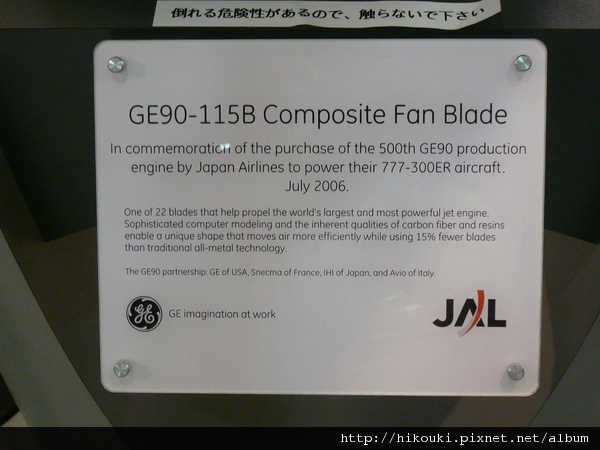 倒れる危険性があるので、触らないで下さい
GE90-115B Composite Fan Blade
In commemoration of the purchase of the 500th GE90 production
engine by Japan Airlines to power their 777-300ER aircraft.
July 2006.
One of 22 blades that help propel the world's largest and most powerful jet engine.
Sophisticated computer modeling and the inherent qualities of carbon fiber and resins
enable a unique shape that moves air more efficiently while using 15% fewer blades
than traditional all-metal technology.
The GE90 partnership: GE of USA, Snecma of France, IHI of Japan, and Avio of Italy.
GE GE imagination at work
JAL
http://hikouki.pixnet.net/album